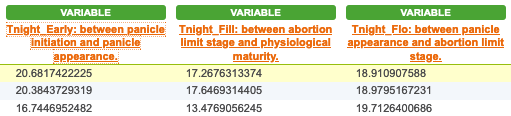 VARIABLE VARIABLE VARIABLE
Tnight_Early: between panicle initiation and panicle appearance. Tnight_Fill: between abortion limit stage and physiological maturity. Tnight_Flo: between panicle appearance and abortion limit stage.
20.6817422225 17.2676313374 18.910907588
20.3843729319 17.6469314405 18.9795167231
16.7446952482 13.4769056245 19.7126400686